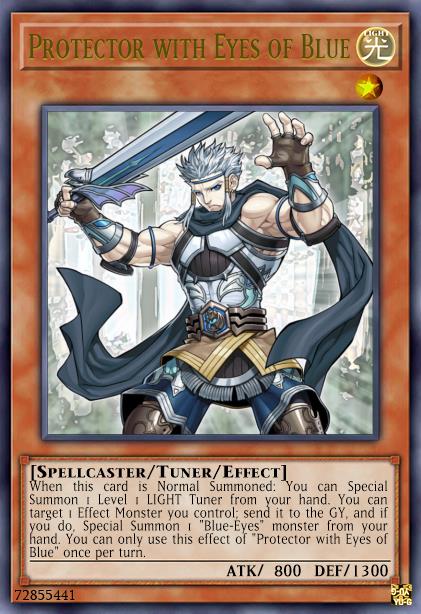 PROTECTOR WITH EYES OF BLUE
LIGHT
光
[SPELLCASTER/TUNER/EFFECT]
When this card is Normal Summoned: You can Special
Summon 1 Level 1 LIGHT Tuner from your hand. You can
target 1 Effect Monster you control; send it to the GY, and if
you do, Special Summon 1 "Blue-Eyes" monster from your
hand. You can only use this effect of "Protector with Eyes of
Blue" once per turn.
ATK/ 800 DEF/1300
72855441